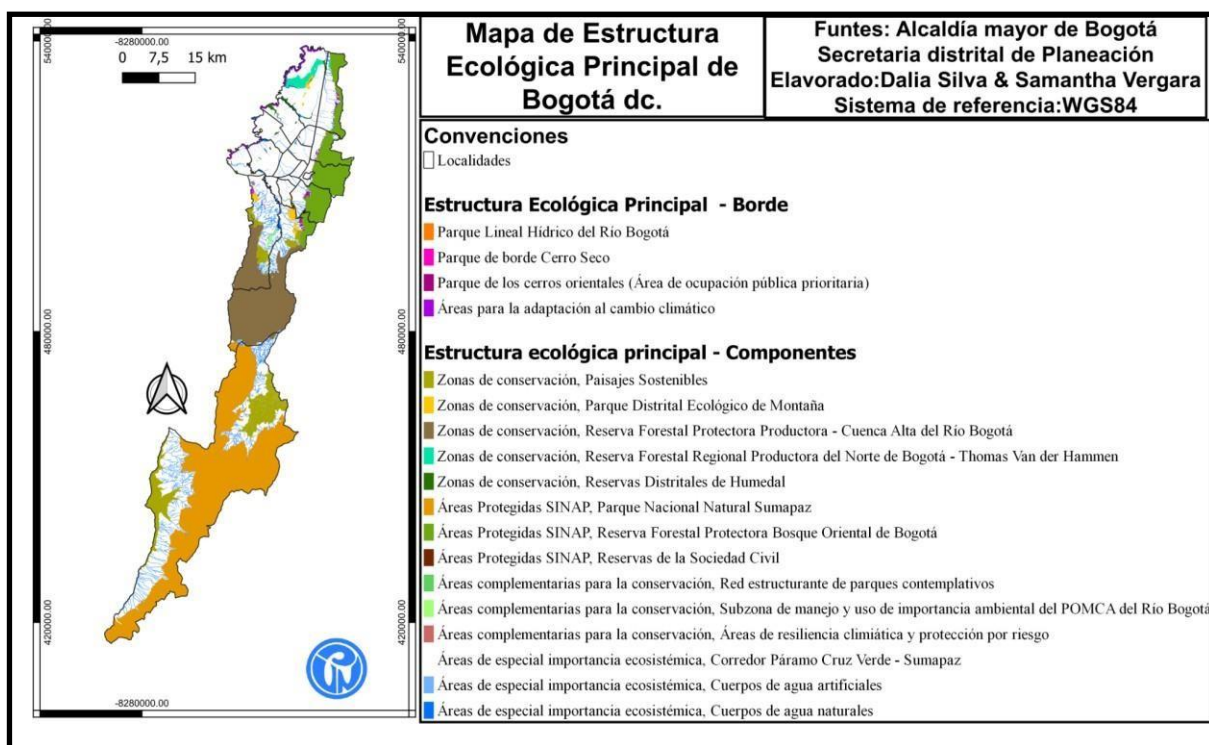 -8280000.00
0 7,5 15 km
540000.00
540000.00
480000.00
480000.00
420000.00
420000.00
-8280000.00
Mapa de Estructura
Ecológica Principal de
Bogotá dc.
Funtes: Alcaldía mayor de Bogotá
Secretaria distrital de Planeación
Elavorado:Dalia Silva & Samantha Vergara
Sistema de referencia:WGS84
Convenciones
Localidades
Estructura Ecológica Principal - Borde
Parque Lineal Hídrico del Río Bogotá
Parque de borde Cerro Seco
Parque de los cerros orientales (Área de ocupación pública prioritaria)
Áreas para la adaptación al cambio climático
Estructura ecológica principal - Componentes
Zonas de conservación, Paisajes Sostenibles
Zonas de conservación, Parque Distrital Ecológico de Montaña
Zonas de conservación, Reserva Forestal Protectora Productora - Cuenca Alta del Río Bogotá
Zonas de conservación, Reserva Forestal Regional Productora del Norte de Bogotá - Thomas Van der Hammen
Zonas de conservación, Reservas Distritales de Humedal
Áreas Protegidas SINAP, Parque Nacional Natural Sumapaz
Áreas Protegidas SINAP, Reserva Forestal Protectora Bosque Oriental de Bogotá
Áreas Protegidas SINAP, Reservas de la Sociedad Civil
Áreas complementarias para la conservación, Red estructurante de parques contemplativos
Áreas complementarias para la conservación, Subzona de manejo y uso de importancia ambiental del POMCA del Río Bogotá
Áreas complementarias para la conservación, Áreas de resiliencia climiática y protección por riesgo
Áreas de especial importancia ecosistémica, Corredor Páramo Cruz Verde - Sumapaz
Áreas de especial importancia ecosistémica, Cuerpos de agua artificiales
Áreas de especial importancia ecosistémica, Cuerpos de agua naturales